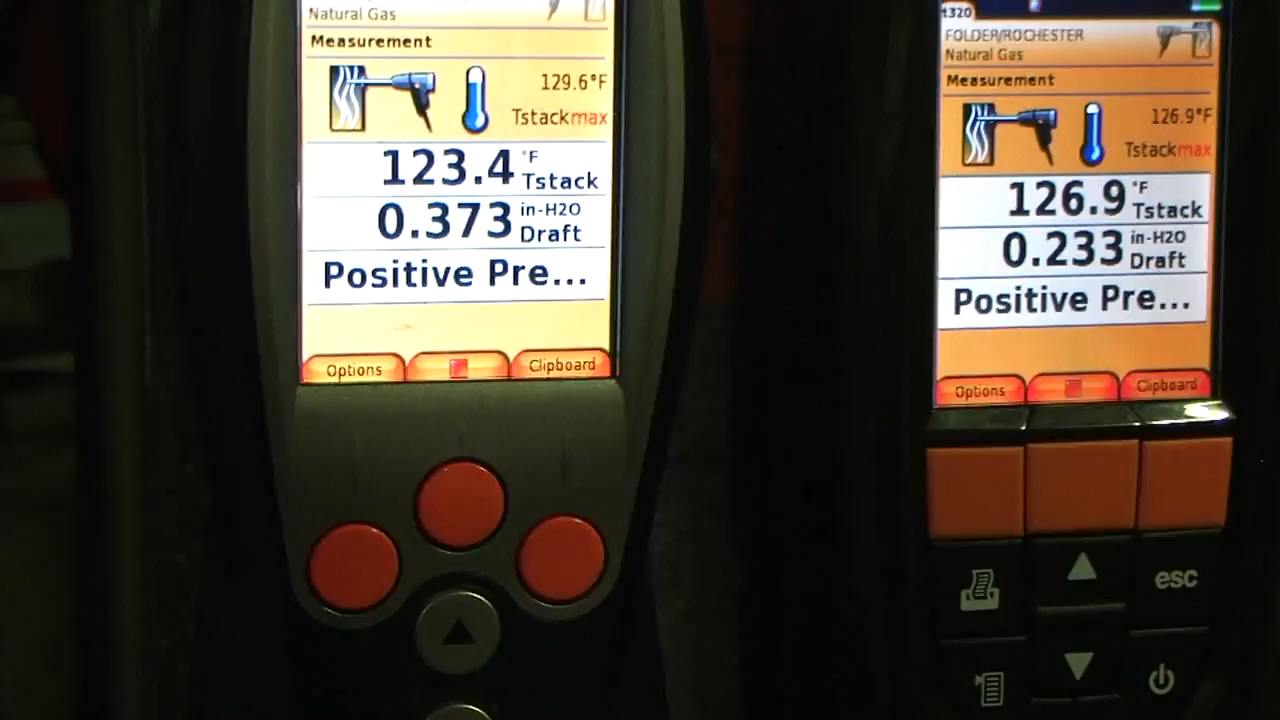 Natural Gas
Measurement
129.6°F
Tstackmax
123.4 °F Tstack
0.373 in-H2O Draft
Positive Pre...
Options
Clipboard
t320
FOLDER/ROCHESTER
Natural Gas
Measurement
126.9°F
Tstackmax
126.9 °F Tstack
0.233 in-H2O Draft
Positive Pre...
Options
Clipboard
esc